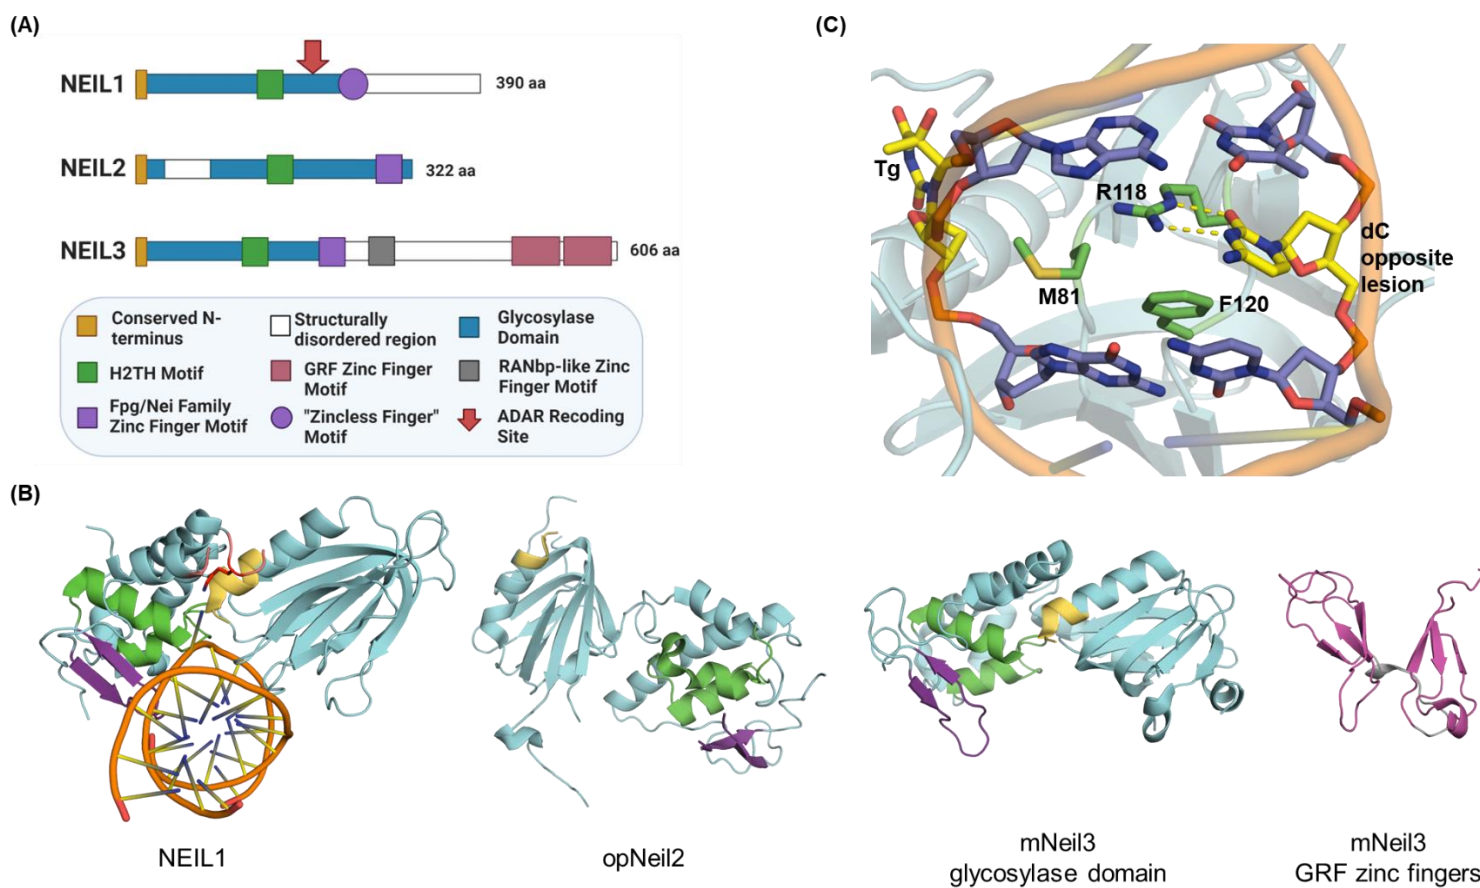 (A)
NEIL1
390 aa
NEIL2
322 aa
NEIL3
606 aa
Conserved N-
terminus
Structurally
disordered region
Glycosylase
Domain
H2TH Motif
GRF Zinc Finger
Motif
RANbp-like Zinc
Finger Motif
Fpg/Nei Family
Zinc Finger Motif
"Zincless Finger"
Motif
ADAR Recoding
Site
(C)
Tg
R118
M81
F120
dC
opposite
lesion
(B)
NEIL1
opNeil2
mNeil3
glycosylase domain
mNeil3
GRF zinc fingers